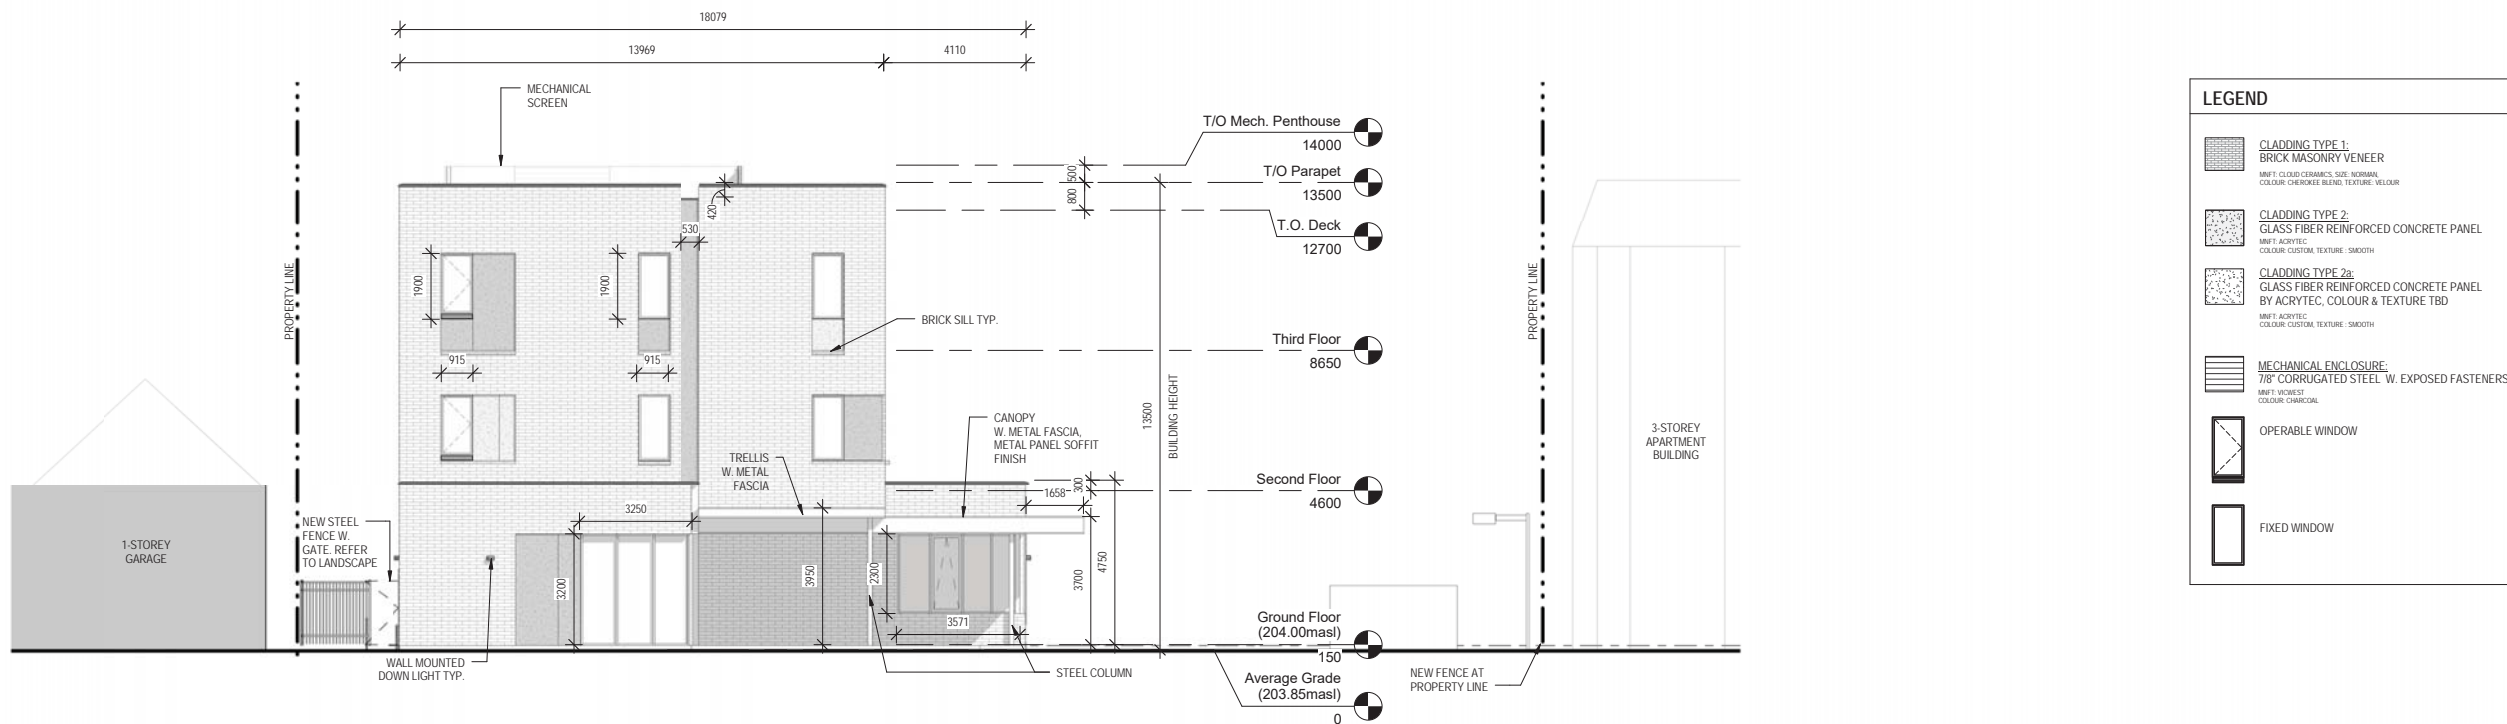 18079
13969
4110
MECHANICAL
SCREEN
T/O Mech. Penthouse
14000
T/O Parapet
13500
T.O. Deck
12700
Third Floor
8650
Second Floor
4600
Ground Floor
(204.00masl)
150
Average Grade
(203.85masl)
0
500
800
420
530
1900
1900
915
915
BRICK SILL TYP.
PROPERTY LINE
PROPERTY LINE
13500
BUILDING HEIGHT
CANOPY
W. METAL FASCIA,
METAL PANEL SOFFIT
FINISH
TRELLIS
W. METAL
FASCIA
1658
300
3250
3200
3950
2300
3571
3700
4750
NEW STEEL
FENCE W.
GATE. REFER
TO LANDSCAPE
1-STOREY
GARAGE
3-STOREY
APARTMENT
BUILDING
WALL MOUNTED
DOWN LIGHT TYP.
STEEL COLUMN
NEW FENCE AT
PROPERTY LINE
LEGEND
CLADDING TYPE 1:
BRICK MASONRY VENEER
MNFT: CLOUD CERAMICS, SIZE: NORMAN,
COLOUR: CHEROKEE BLEND, TEXTURE: VELOUR
CLADDING TYPE 2:
GLASS FIBER REINFORCED CONCRETE PANEL
MNFT: ACRYTEC
COLOUR: CUSTOM, TEXTURE : SMOOTH
CLADDING TYPE 2a:
GLASS FIBER REINFORCED CONCRETE PANEL
BY ACRYTEC, COLOUR & TEXTURE TBD
MNFT: ACRYTEC
COLOUR: CUSTOM, TEXTURE : SMOOTH
MECHANICAL ENCLOSURE:
7/8" CORRUGATED STEEL W. EXPOSED FASTENERS
MNFT: VICWEST
COLOUR: CHARCOAL
OPERABLE WINDOW
FIXED WINDOW